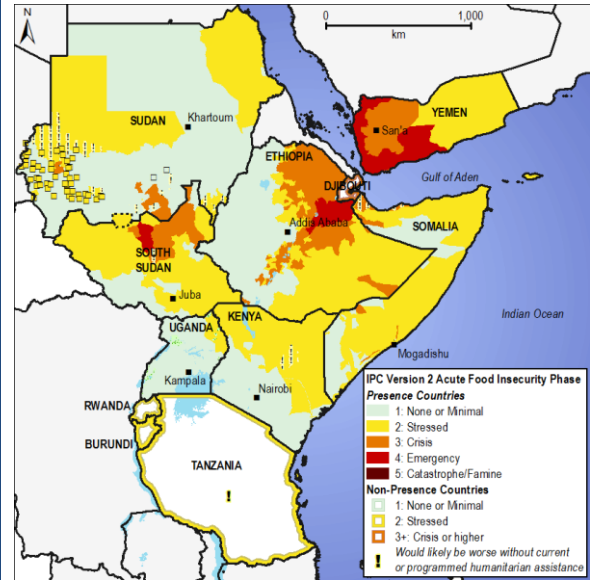 N
0
1,000
km
SUDAN
Khartoum
YEMEN
San'a
ETHIOPIA
DJIBOUTI
Gulf of Aden
Addis Ababa
SOMALIA
SOUTH
SUDAN
Juba
Indian Ocean
UGANDA
KENYA
Mogadishu
Kampala
Nairobi
RWANDA
BURUNDI
TANZANIA
!
IPC Version 2 Acute Food Insecurity Phase
Presence Countries
1: None or Minimal
2: Stressed
3: Crisis
4: Emergency
5: Catastrophe/Famine
Non-Presence Countries
1: None or Minimal
2: Stressed
3+: Crisis or higher
! Would likely be worse without current
or programmed humanitarian assistance